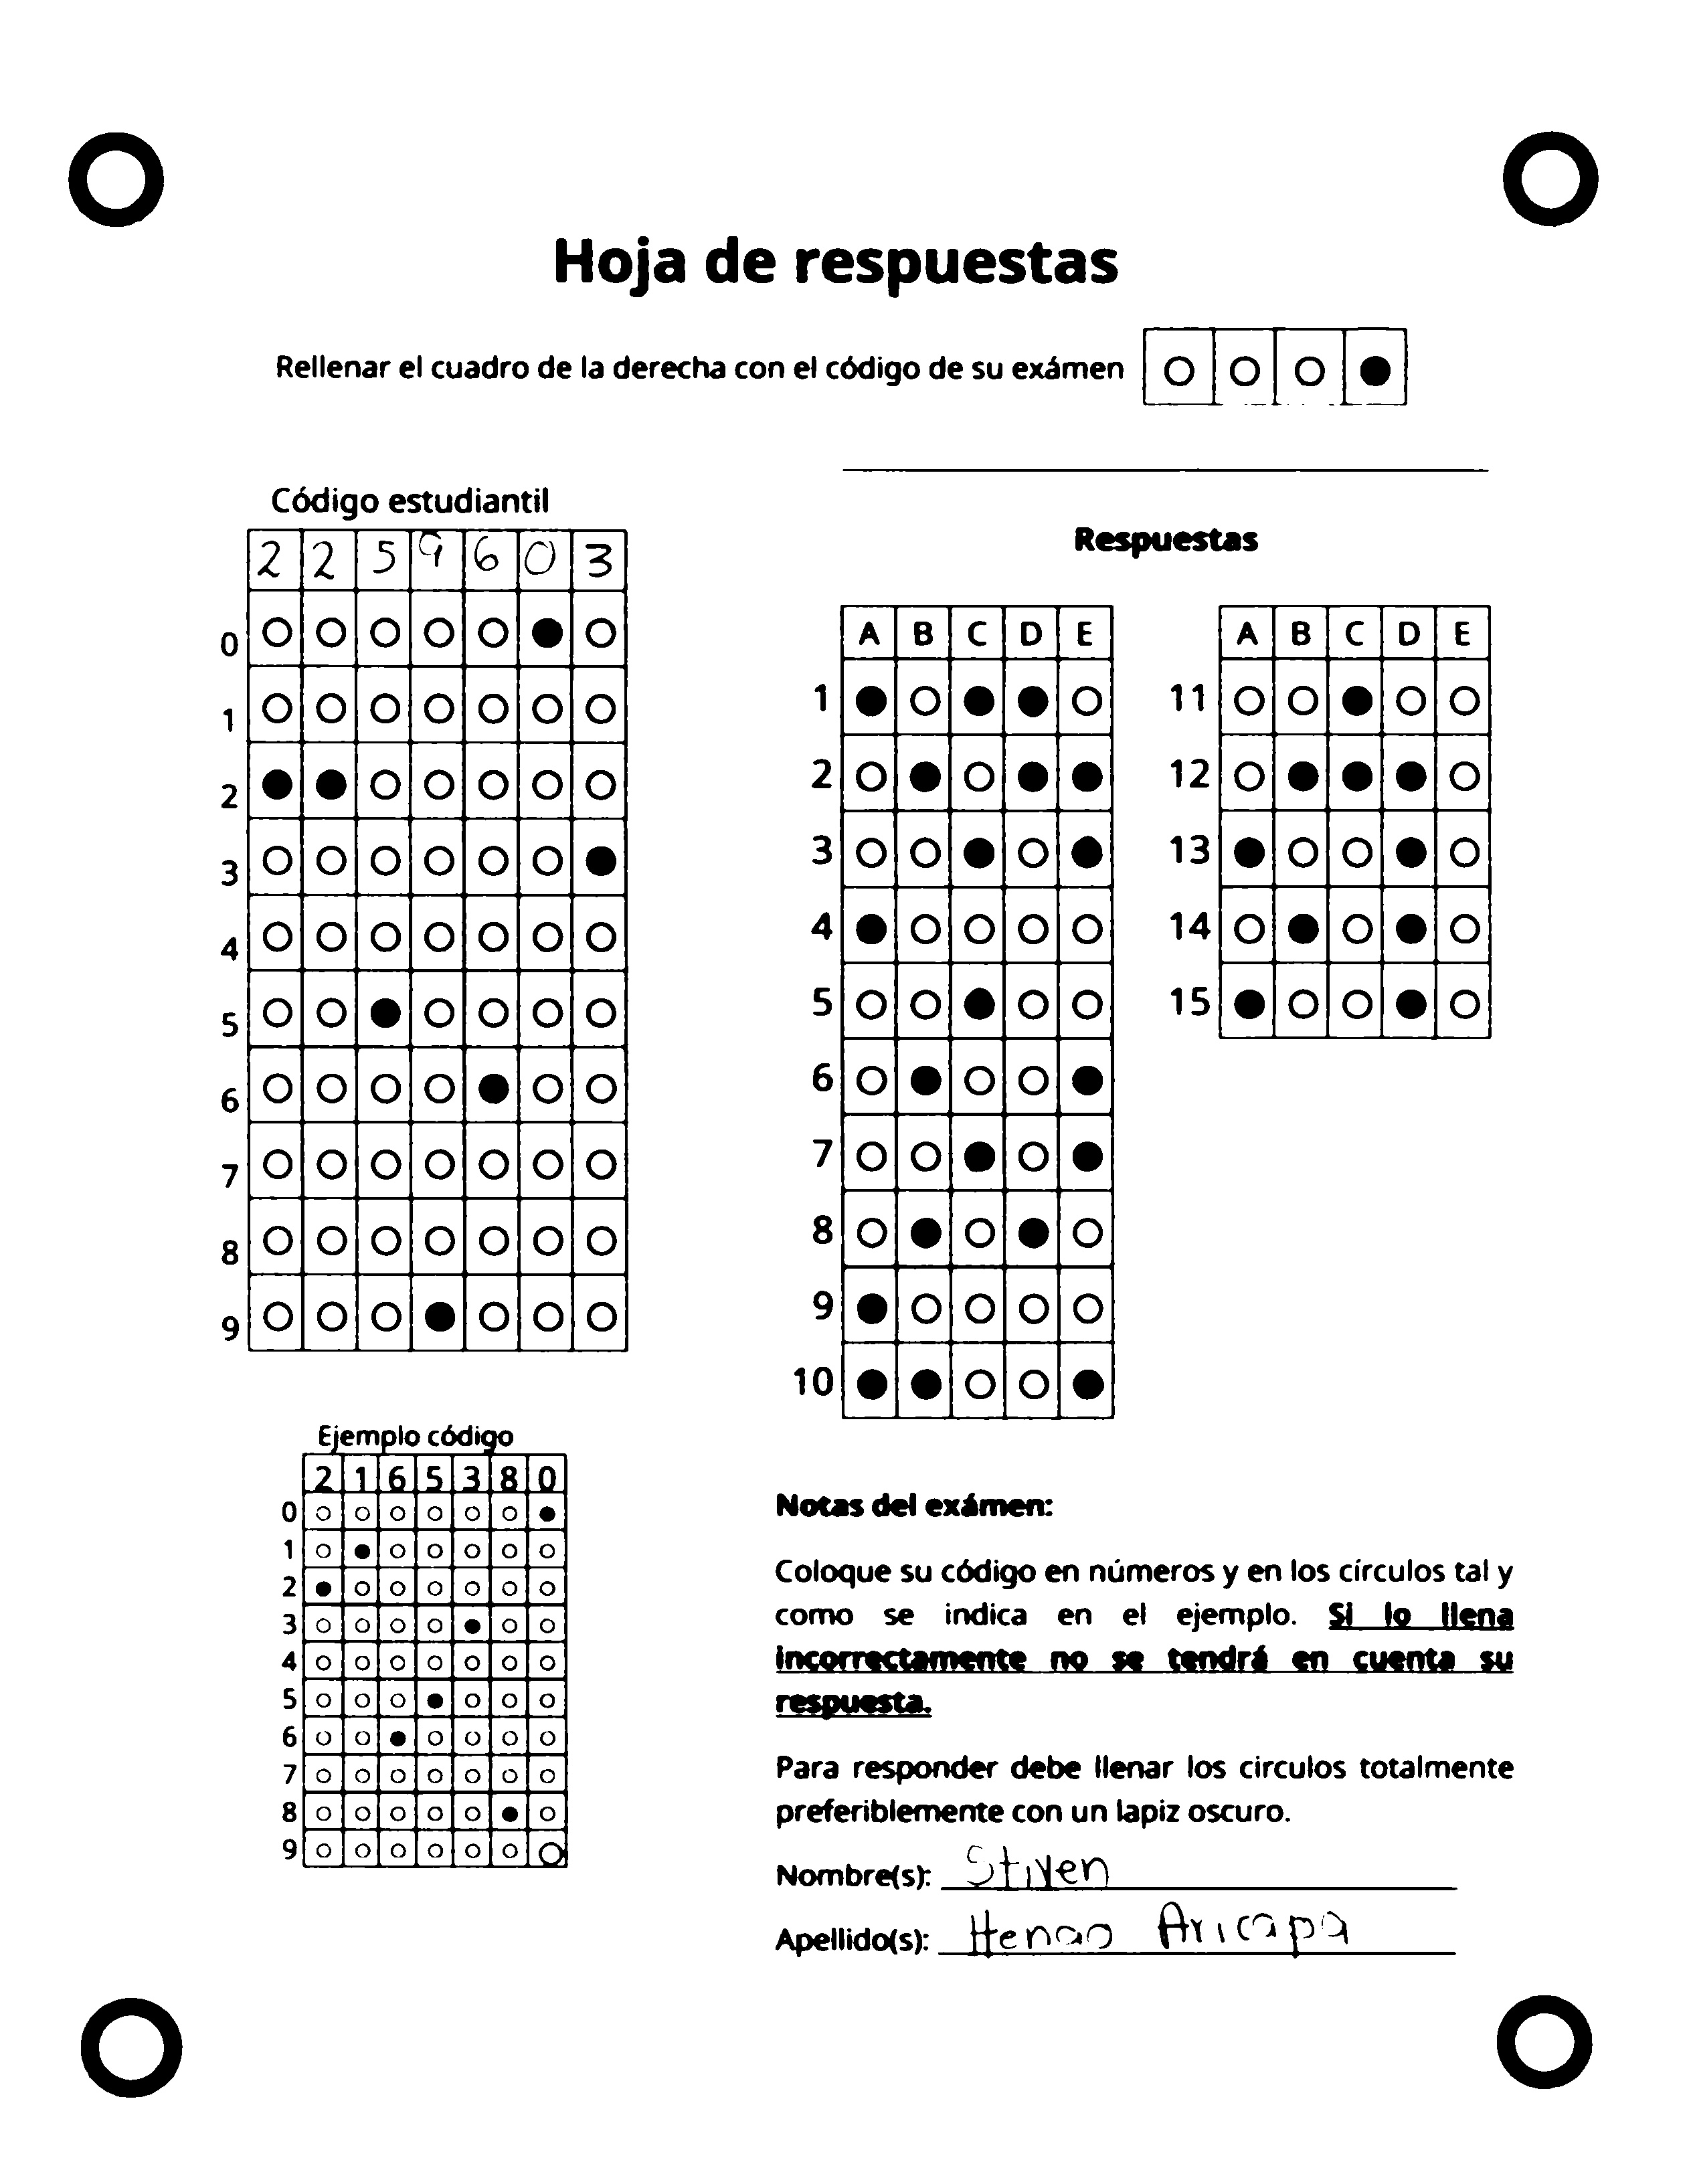 Hoja de respuestas
Rellenar el cuadro de la derecha con el código de su exámen
Código estudiantil
2 2 5 9 6 0 3
0
1
2
3
4
5
6
7
8
9
Respuestas
A B C D E
1
2
3
4
5
6
7
8
9
10
A B C D E
11
12
13
14
15
Ejemplo código
2 1 6 5 3 8 0
0
1
2
3
4
5
6
7
8
9
Notas del exámen:
Coloque su código en números y en los círculos tal y
como se indica en el ejemplo. Si lo llena
incorrectamente no se tendrá en cuenta su
respuesta.
Para responder debe llenar los circulos totalmente
preferiblemente con un lapiz oscuro.
Nombre(s): Stiven
Apellido(s): Henao Aricapa